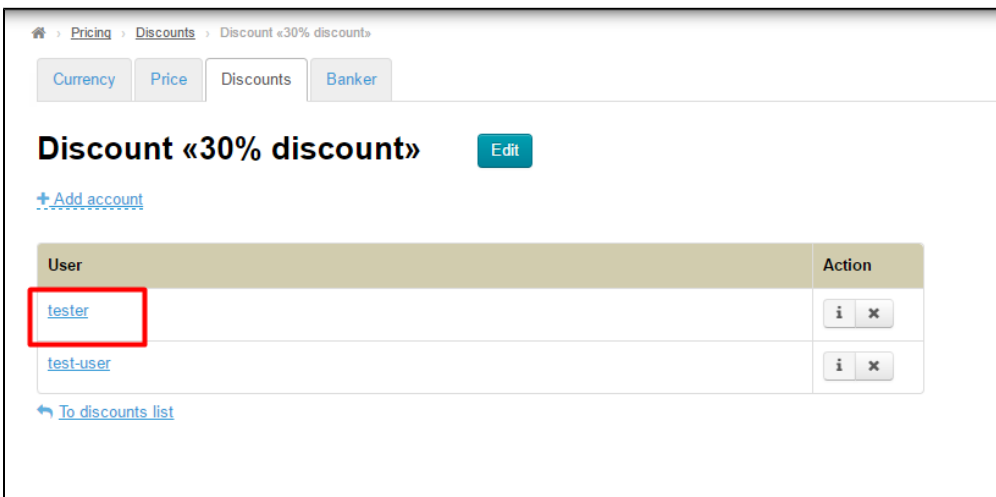 Pricing › Discounts › Discount «30% discount»
Currency Price Discounts Banker
Discount «30% discount» Edit
+ Add account
User Action
tester i ×
test-user i ×
To discounts list